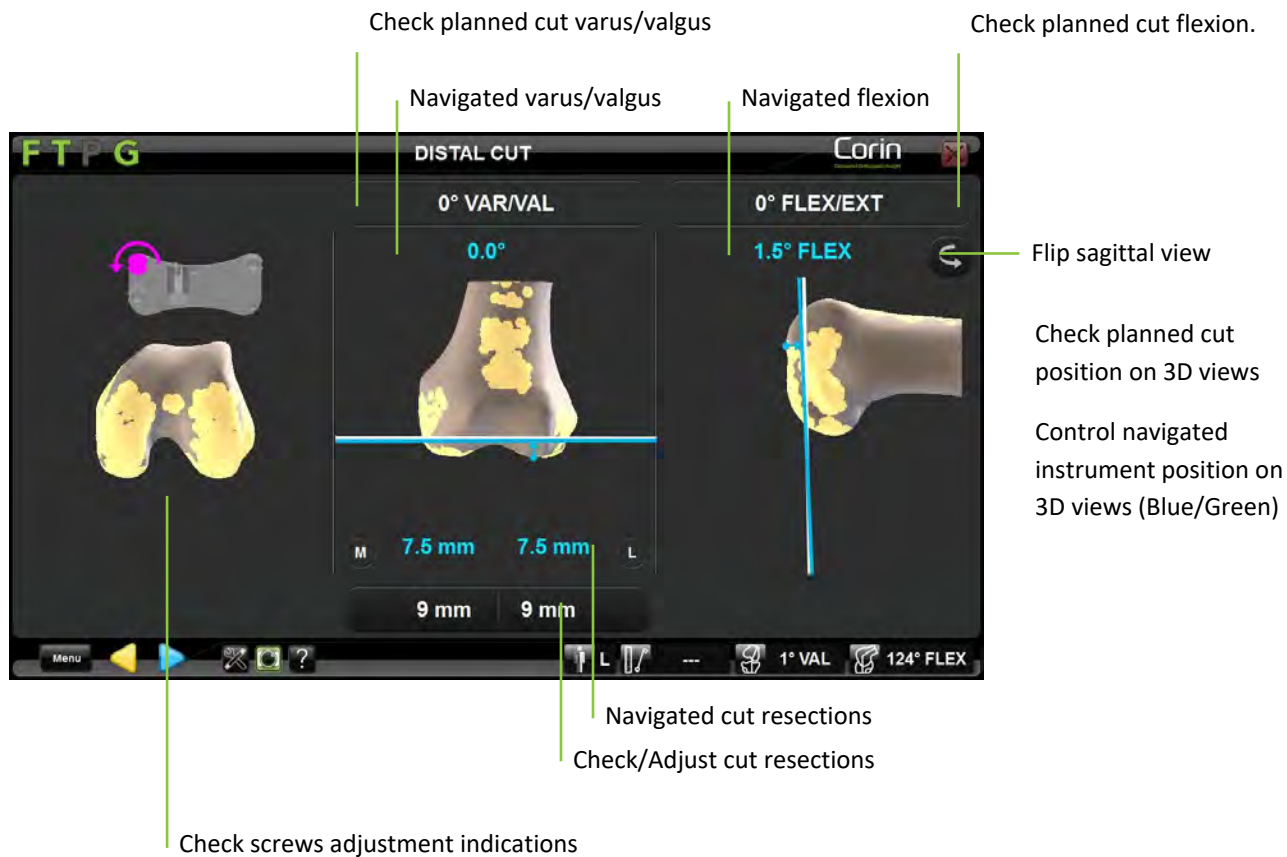 Check planned cut varus/valgus
Check planned cut flexion.
Navigated varus/valgus
Navigated flexion
F T P G
DISTAL CUT
Corin
0° VAR/VAL
0° FLEX/EXT
0.0°
1.5° FLEX
Flip sagittal view
Check planned cut
position on 3D views
Control navigated
instrument position on
3D views (Blue/Green)
M
7.5 mm
7.5 mm
L
9 mm
9 mm
Menu
?
L
---
1° VAL
124° FLEX
Navigated cut resections
Check/Adjust cut resections
Check screws adjustment indications